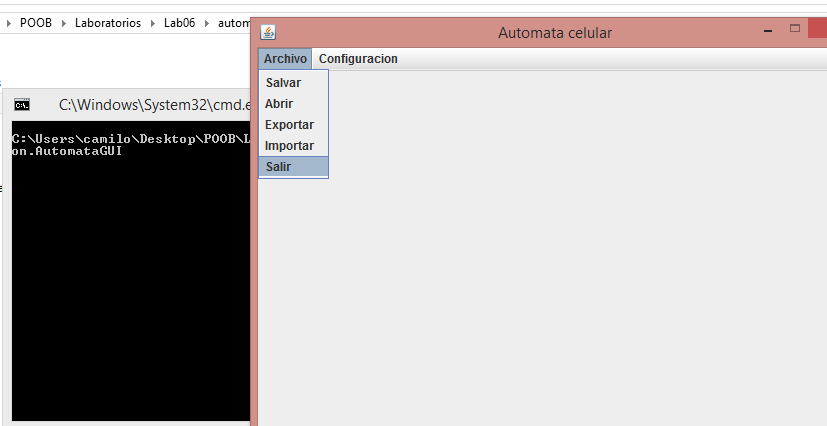 POOB Laboratorios Lab06
Automata celular
Archivo Configuracion
Salvar
Abrir
Exportar
Importar
Salir
C:\Windows\System32\cmd.e
C:\Users\camilo\Desktop\POOB\L
on.AutomataGUI